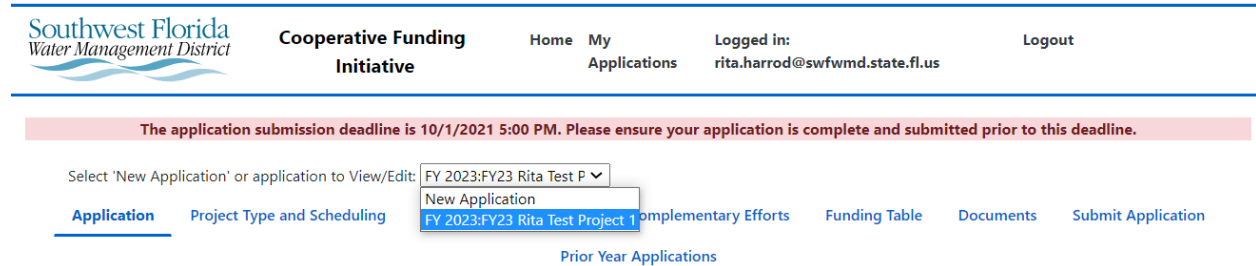 Southwest Florida
Water Management District
Cooperative Funding
Initiative
Home
My
Applications
Logged in:
rita.harrod@swfwmd.state.fl.us
Logout
The application submission deadline is 10/1/2021 5:00 PM. Please ensure your application is complete and submitted prior to this deadline.
Select 'New Application' or application to View/Edit: FY 2023:FY23 Rita Test P
New Application
FY 2023:FY23 Rita Test Project 1
Application Project Type and Scheduling omplementary Efforts Funding Table Documents Submit Application
Prior Year Applications